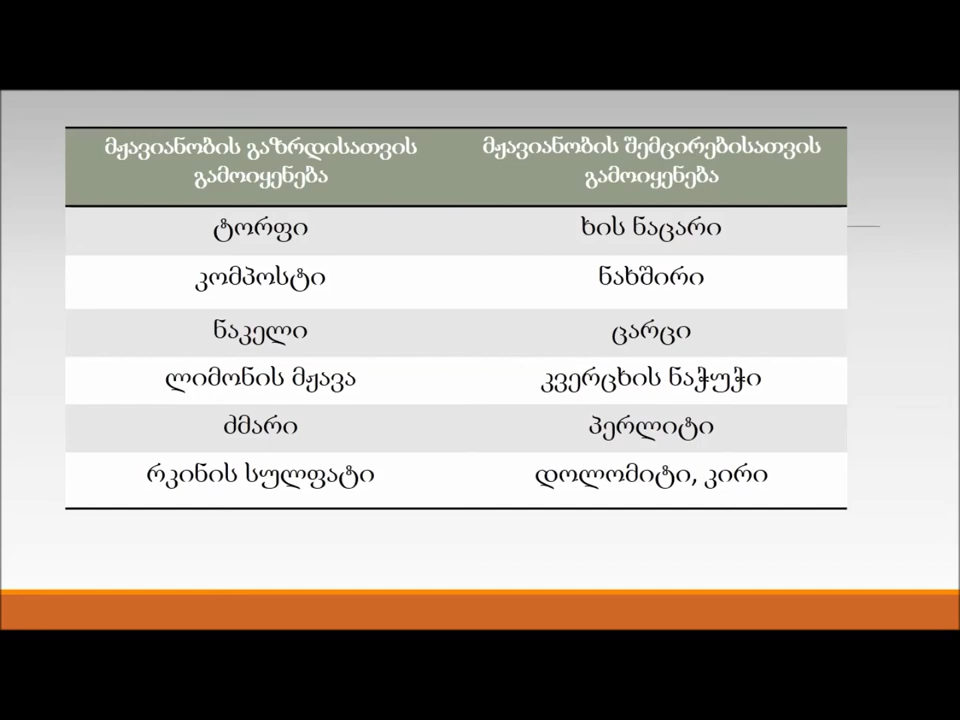 მჟავიანობის გაზრდისათვის
გამოიყენება
მჟავიანობის შემცირებისათვის
გამოიყენება
ტორფი
ხის ნაცარი
კომპოსტი
ნახშირი
ნაკელი
ცარცი
ლიმონის მჟავა
კვერცხის ნაჭუჭი
ძმარი
პერლიტი
რკინის სულფატი
დოლომიტი, კირი